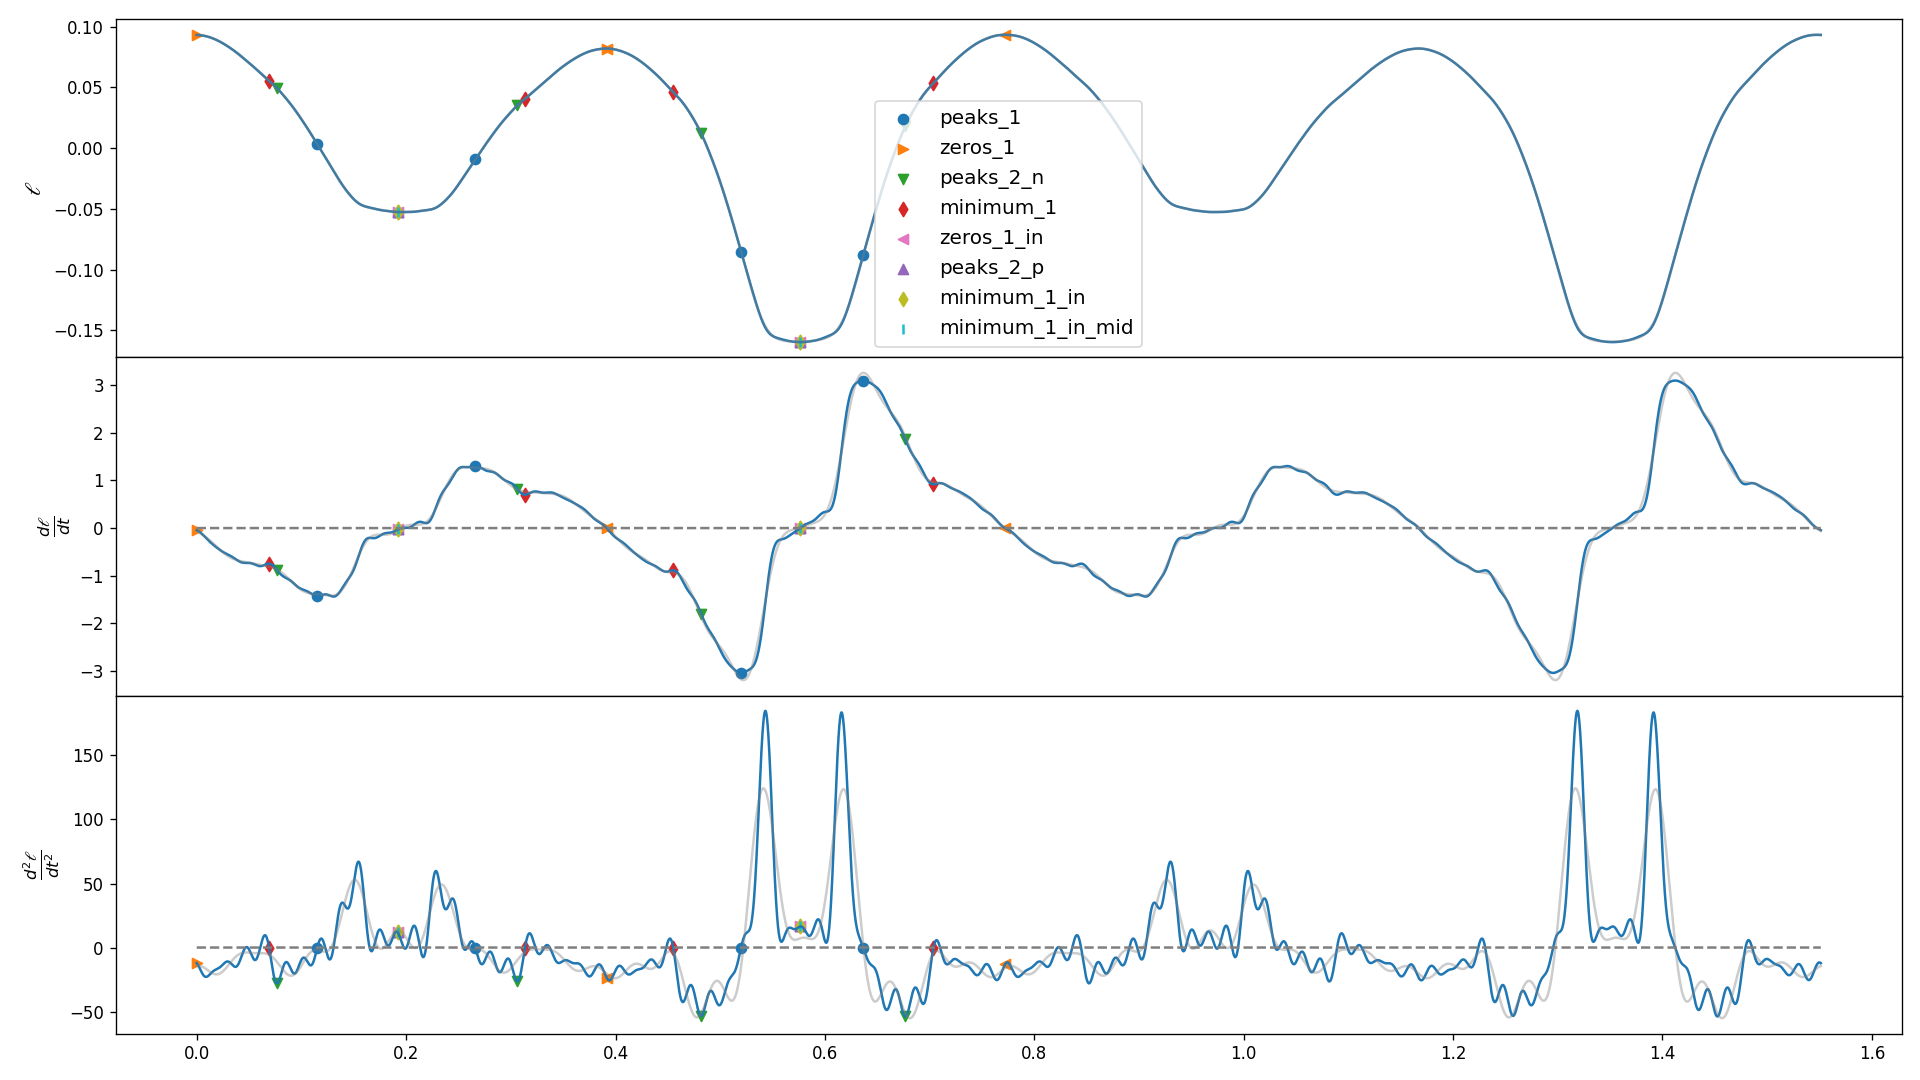 0.10
0.05
0.00
−0.05
−0.10
−0.15
ℓ
peaks_1
zeros_1
peaks_2_n
minimum_1
zeros_1_in
peaks_2_p
minimum_1_in
minimum_1_in_mid
3
2
1
0
−1
−2
−3
dℓ/dt
150
100
50
0
−50
d²ℓ/dt²
0.0 0.2 0.4 0.6 0.8 1.0 1.2 1.4 1.6